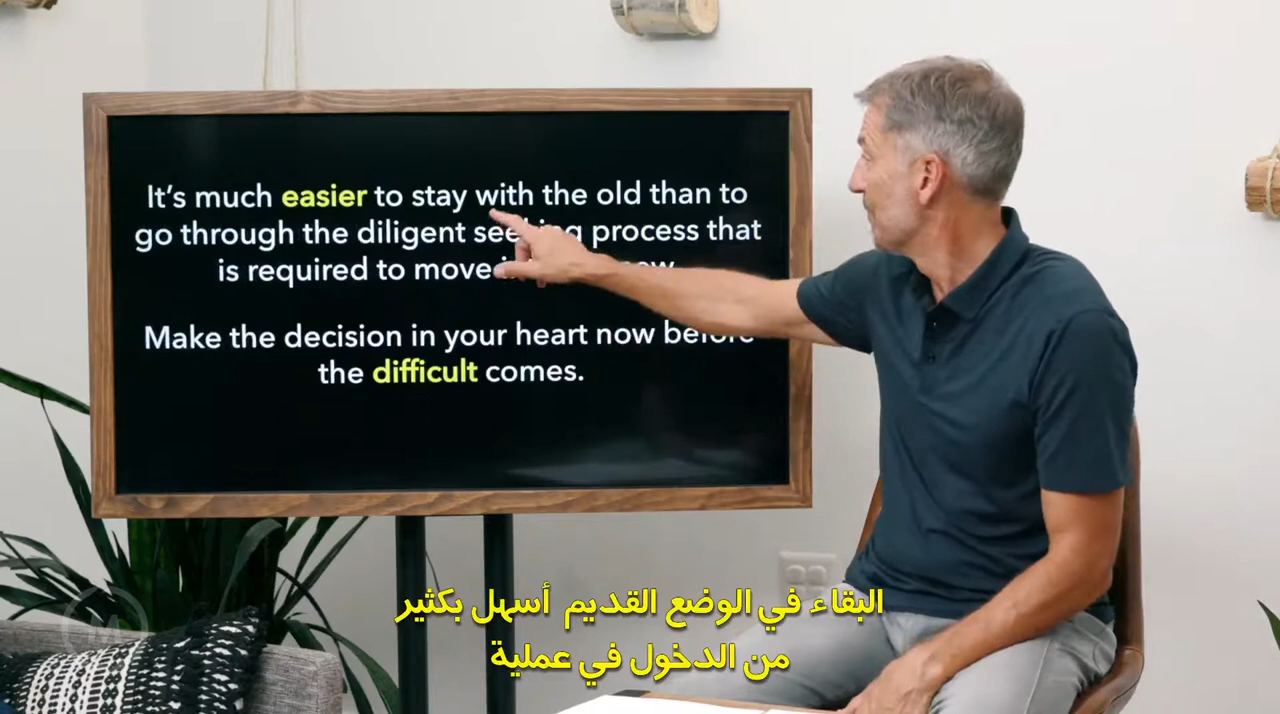 It's much easier to stay with the old than to
go through the diligent process that
is required to move
Make the decision in your heart now before
the difficult comes.
البقاء في الوضع القديم أسهل بكثير
من الدخول في عملية